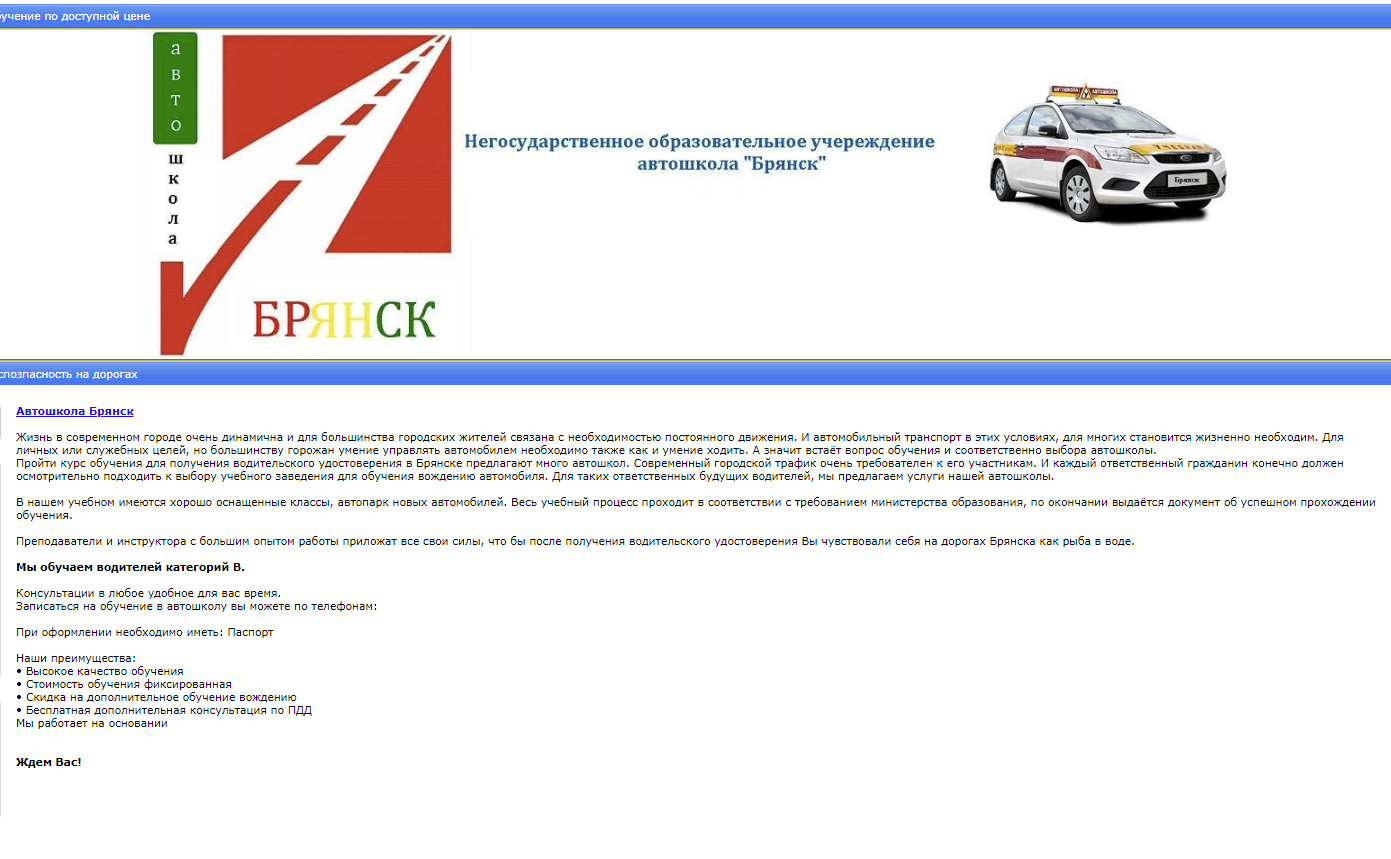 учение по доступной цене
авто
школа
БРЯНСК
Негосударственное образовательное учереждение
автошкола "Брянск"
АВТОШКОЛА АВТОШКОЛА
УЧЕБНАЯ
Брянск
спозпасность на дорогах
Автошкола Брянск
Жизнь в современном городе очень динамична и для большинства городских жителей связана с необходимостью постоянного движения. И автомобильный транспорт в этих условиях, для многих становится жизненно необходим. Для
личных или служебных целей, но большинству горожан умение управлять автомобилем необходимо также как и умение ходить. А значит встаёт вопрос обучения и соответственно выбора автошколы.
Пройти курс обучения для получения водительского удостоверения в Брянске предлагают много автошкол. Современный городской трафик очень требователен к его участникам. И каждый ответственный гражданин конечно должен
осмотрительно подходить к выбору учебного заведения для обучения вождению автомобиля. Для таких ответственных будущих водителей, мы предлагаем услуги нашей автошколы.
В нашем учебном имеются хорошо оснащенные классы, автопарк новых автомобилей. Весь учебный процесс проходит в соответствии с требованием министерства образования, по окончании выдаётся документ об успешном прохождении
обучения.
Преподаватели и инструктора с большим опытом работы приложат все свои силы, что бы после получения водительского удостоверения Вы чувствовали себя на дорогах Брянска как рыба в воде.
Мы обучаем водителей категорий В.
Консультации в любое удобное для вас время.
Записаться на обучение в автошколу вы можете по телефонам:
При оформлении необходимо иметь: Паспорт
Наши преимущества:
• Высокое качество обучения
• Стоимость обучения фиксированная
• Скидка на дополнительное обучение вождению
• Бесплатная дополнительная консультация по ПДД
Мы работает на основании
Ждем Вас!